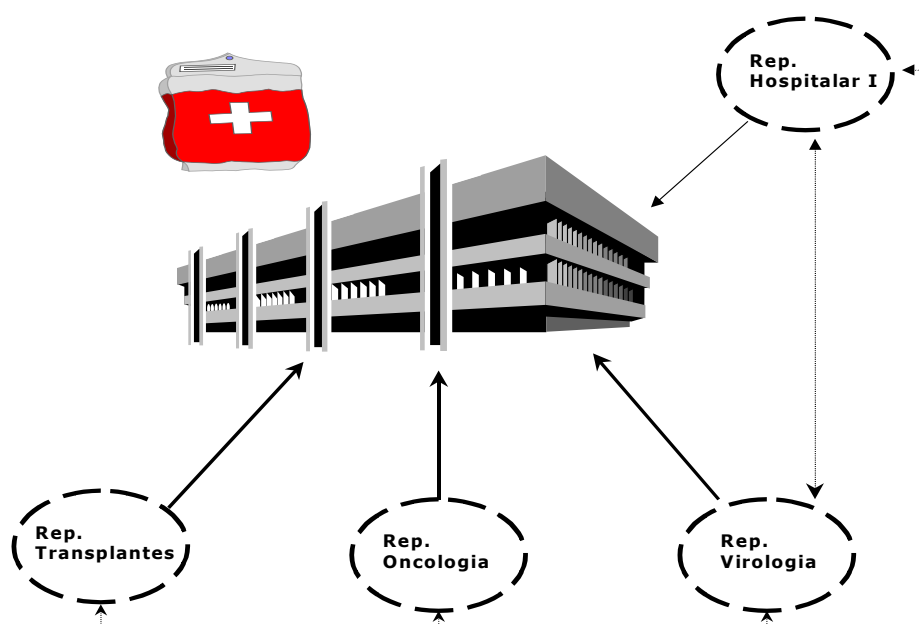 Rep.
Hospitalar I
Rep.
Transplantes
Rep.
Oncologia
Rep.
Virologia